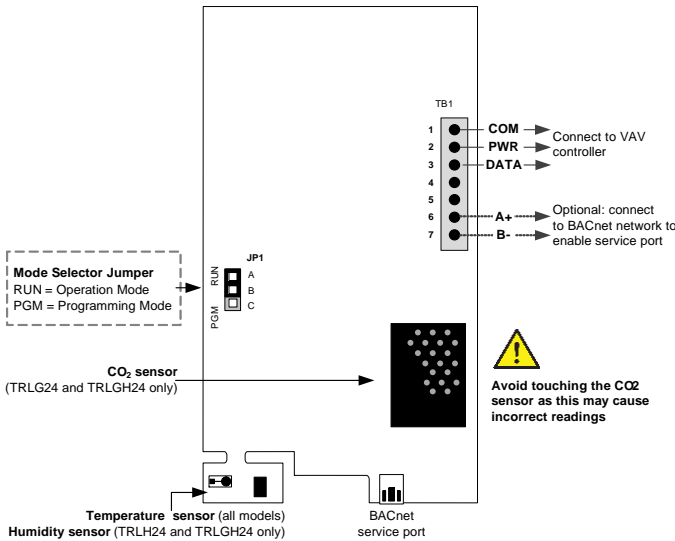 TB1
1 COM
2 PWR
3 DATA
4
5
6 A+
7 B-
Connect to VAV
controller
Optional: connect
to BACnet network to
enable service port
Mode Selector Jumper
RUN = Operation Mode
PGM = Programming Mode
JP1
RUN
PGM
A
B
C
CO₂ sensor
(TRLG24 and TRLGH24 only)
!
Avoid touching the CO2
sensor as this may cause
incorrect readings
Temperature sensor (all models)
Humidity sensor (TRLH24 and TRLGH24 only)
BACnet
service port